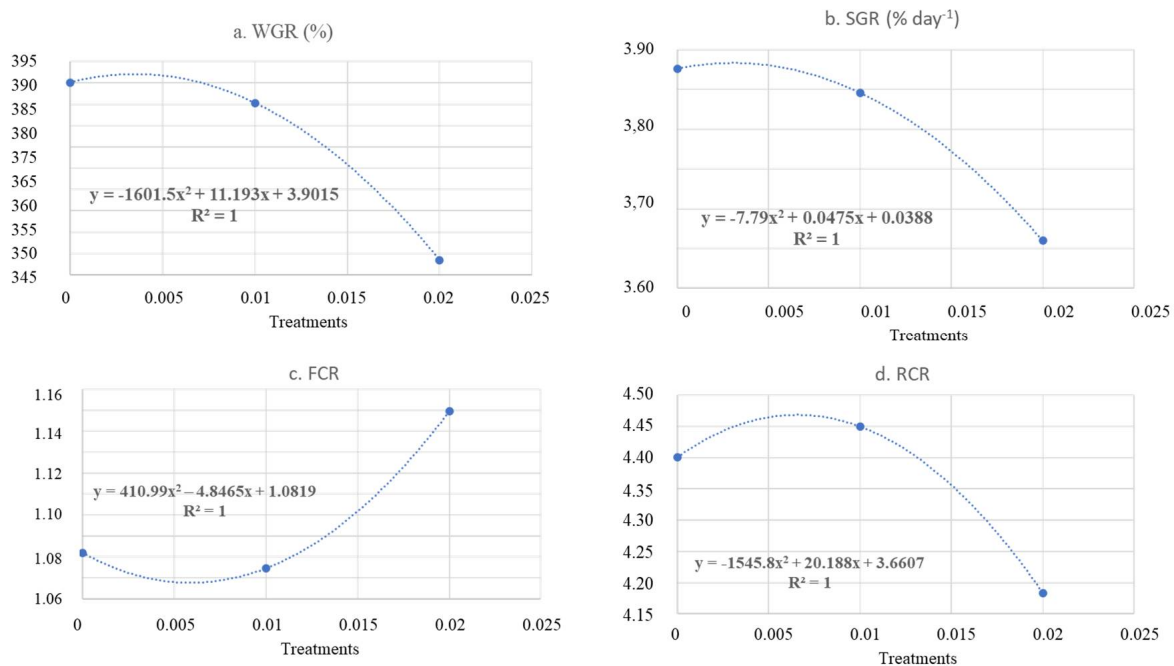 a. WGR (%)
395
390
385
380
375
365
360
355
350
345
y = -1601.5x² + 11.193x + 3.9015
R² = 1
0 0.005 0.01 0.015 0.02 0.025
Treatments
b. SGR (% day⁻¹)
3.90
3.80
3,70
3.60
y = -7.79x² + 0.0475x + 0.0388
R² = 1
0 0.005 0.01 0.015 0.02 0.025
Treatments
c. FCR
1.16
1.14
1.12
1.10
1.08
1.06
y = 410.99x² – 4.8465x + 1.0819
R² = 1
0 0.005 0.01 0.015 0.02 0.025
Treatments
d. RCR
4.50
4.45
4.40
4.35
4.30
4.25
4.20
4.15
y = -1545.8x² + 20.188x + 3.6607
R² = 1
0 0.005 0.01 0.015 0.02 0.025
Treatments